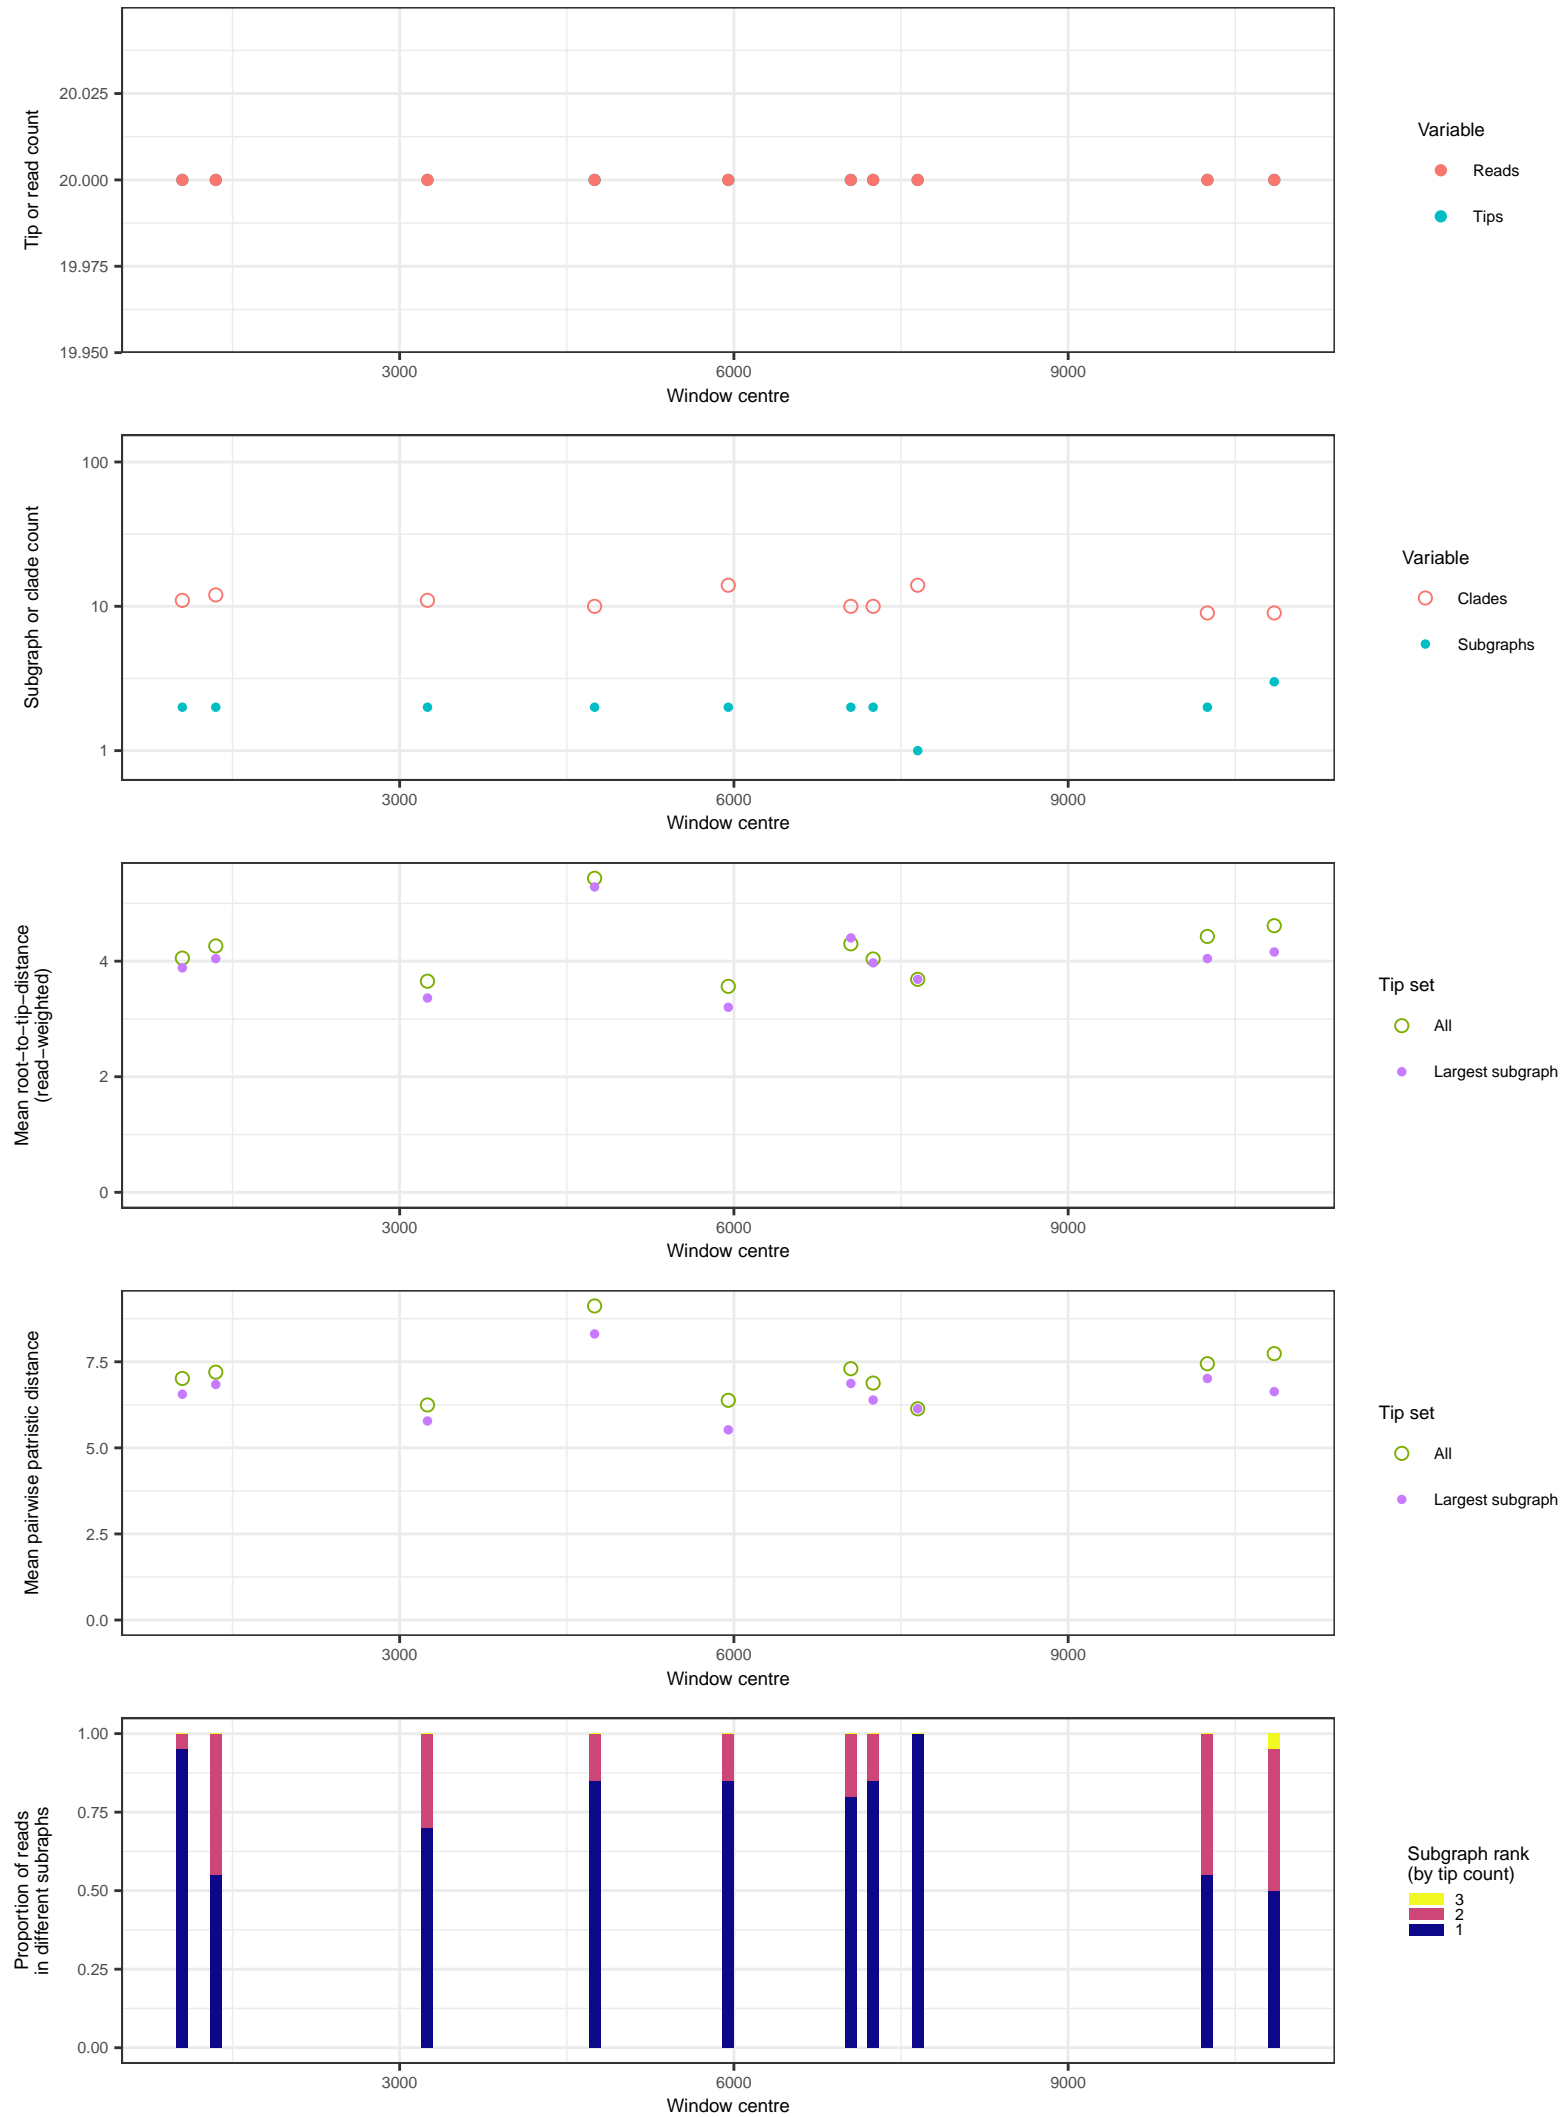 20.025
20.000
19.975
19.950
Tip or read count
3000 6000 9000
Window centre
Variable
Reads
Tips
100
10
1
Subgraph or clade count
3000 6000 9000
Window centre
Variable
Clades
Subgraphs
4
2
0
Mean root−to−tip−distance
(read−weighted)
3000 6000 9000
Window centre
Tip set
All
Largest subgraph
7.5
5.0
2.5
0.0
Mean pairwise patristic distance
3000 6000 9000
Window centre
Tip set
All
Largest subgraph
1.00
0.75
0.50
0.25
0.00
Proportion of reads
in different subraphs
3000 6000 9000
Window centre
Subgraph rank
(by tip count)
3
2
1